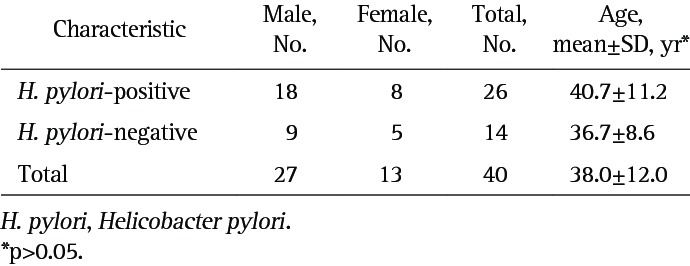 Characteristic Male, No. Female, No. Total, No. Age, mean±SD, yr*
H. pylori-positive 18 8 26 40.7±11.2
H. pylori-negative 9 5 14 36.7±8.6
Total 27 13 40 38.0±12.0
H. pylori, Helicobacter pylori.
*p>0.05.